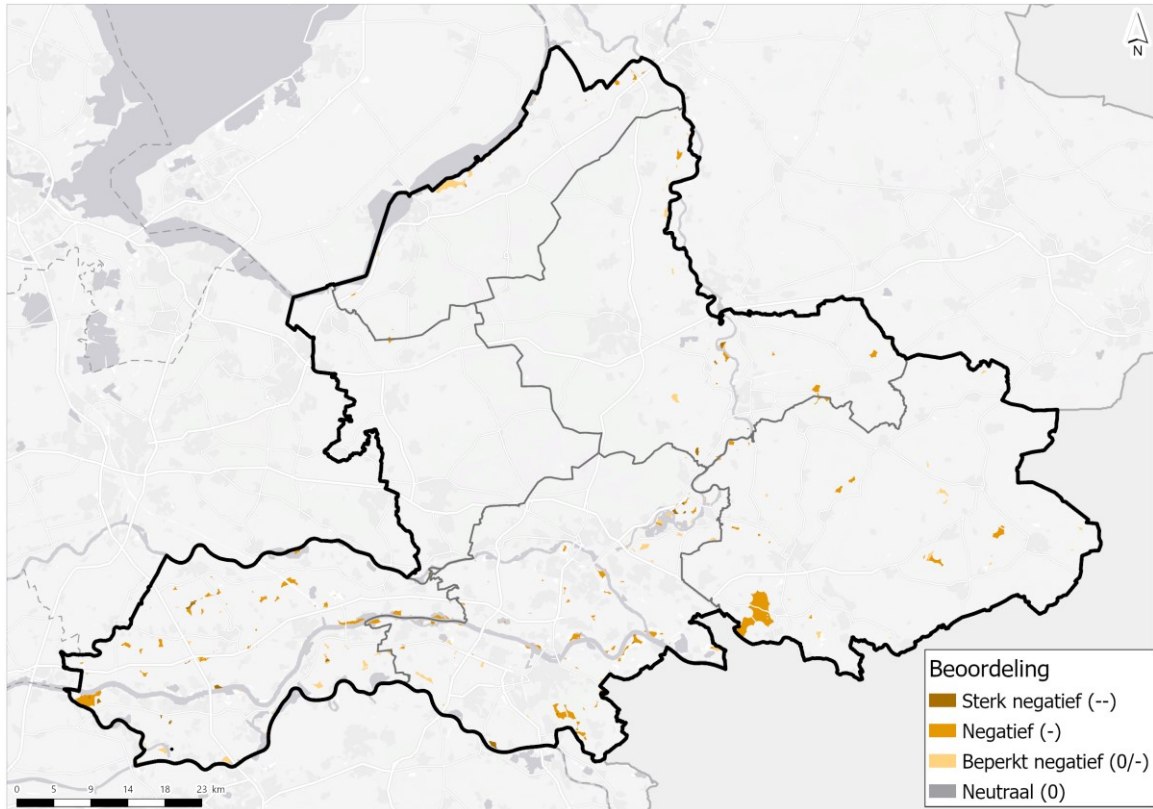 N
Beoordeling
Sterk negatief (--)
Negatief (-)
Beperkt negatief (0/-)
Neutraal (0)
0 5 9 14 18 23 km